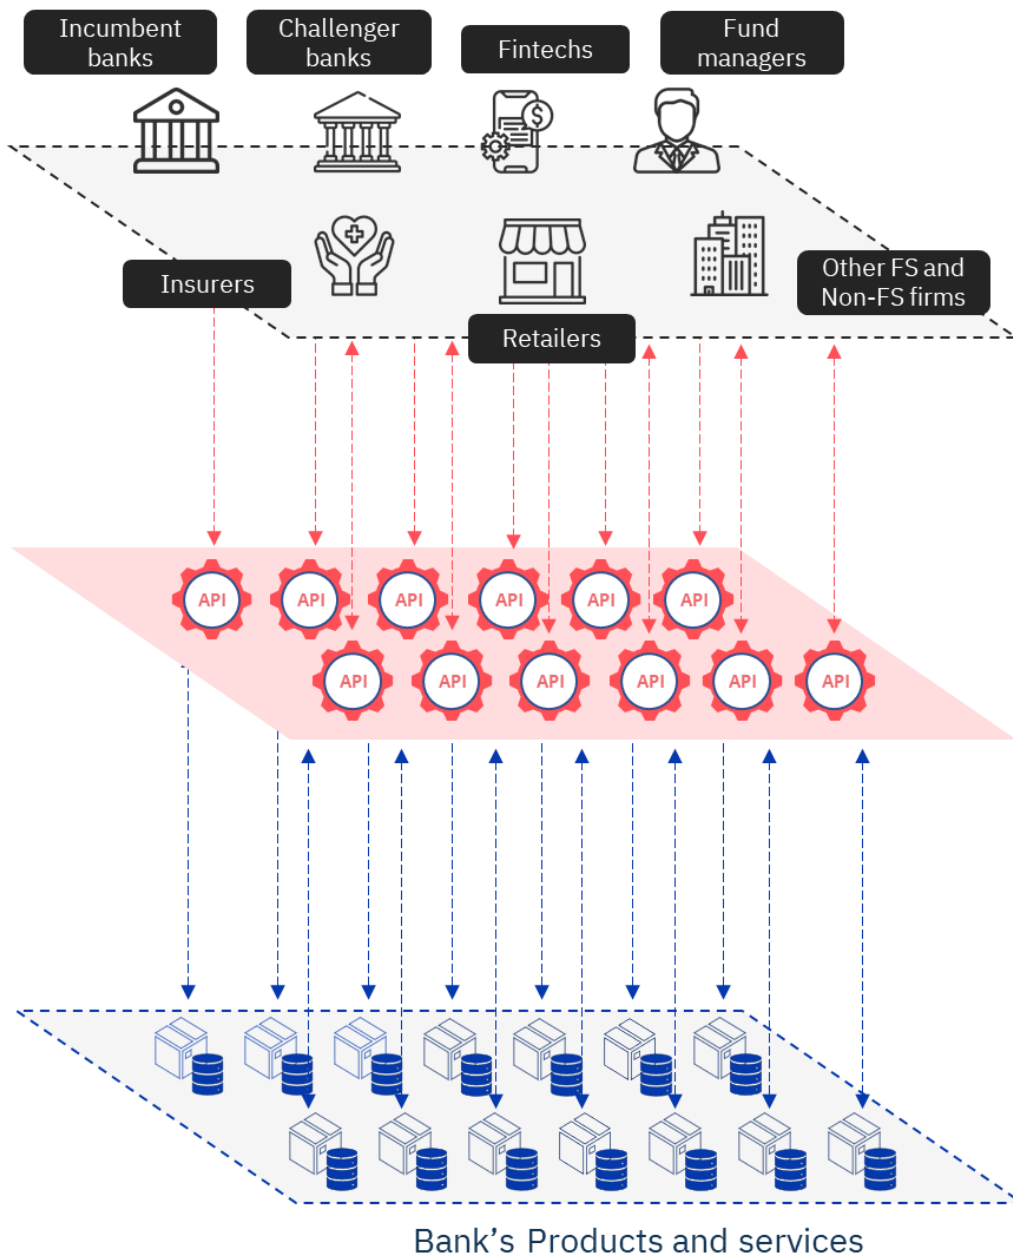 Incumbent
banks
Challenger
banks
Fintechs
Fund
managers
$
Insurers
Retailers
Other FS and
Non-FS firms
API
API
API
API
API
API
API
API
API
API
API
API
Bank's Products and services